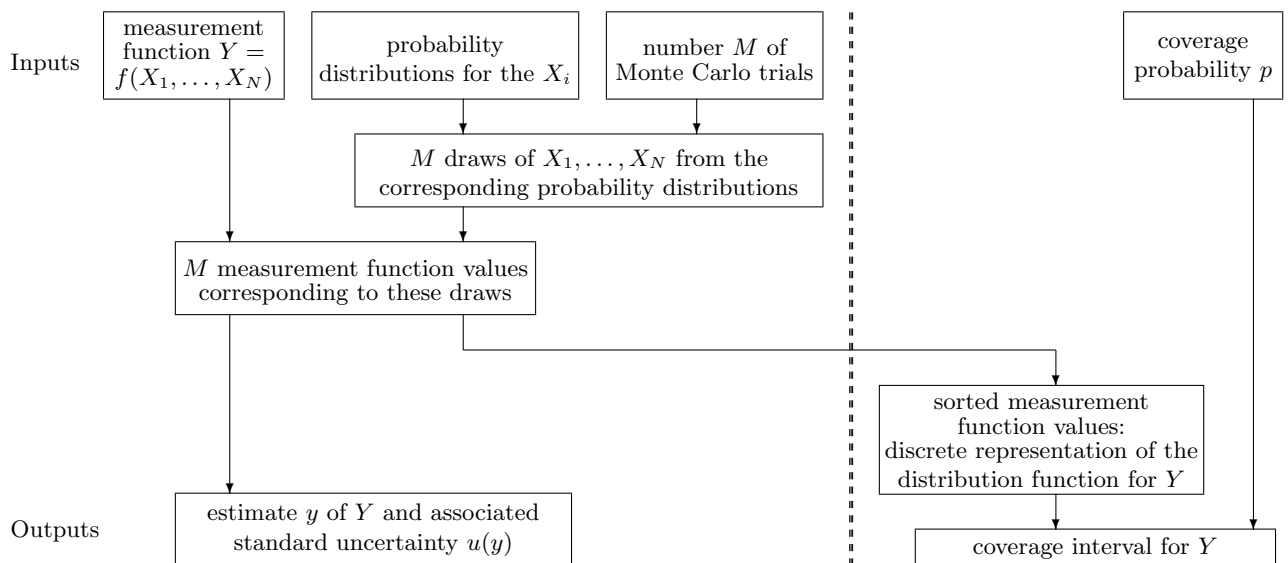 Inputs
measurement
function Y =
f(X₁, . . . , X_N)
probability
distributions for the Xᵢ
number M of
Monte Carlo trials
coverage
probability p
M draws of X₁, . . . , X_N from the
corresponding probability distributions
M measurement function values
corresponding to these draws
sorted measurement
function values:
discrete representation of the
distribution function for Y
Outputs
estimate y of Y and associated
standard uncertainty u(y)
coverage interval for Y